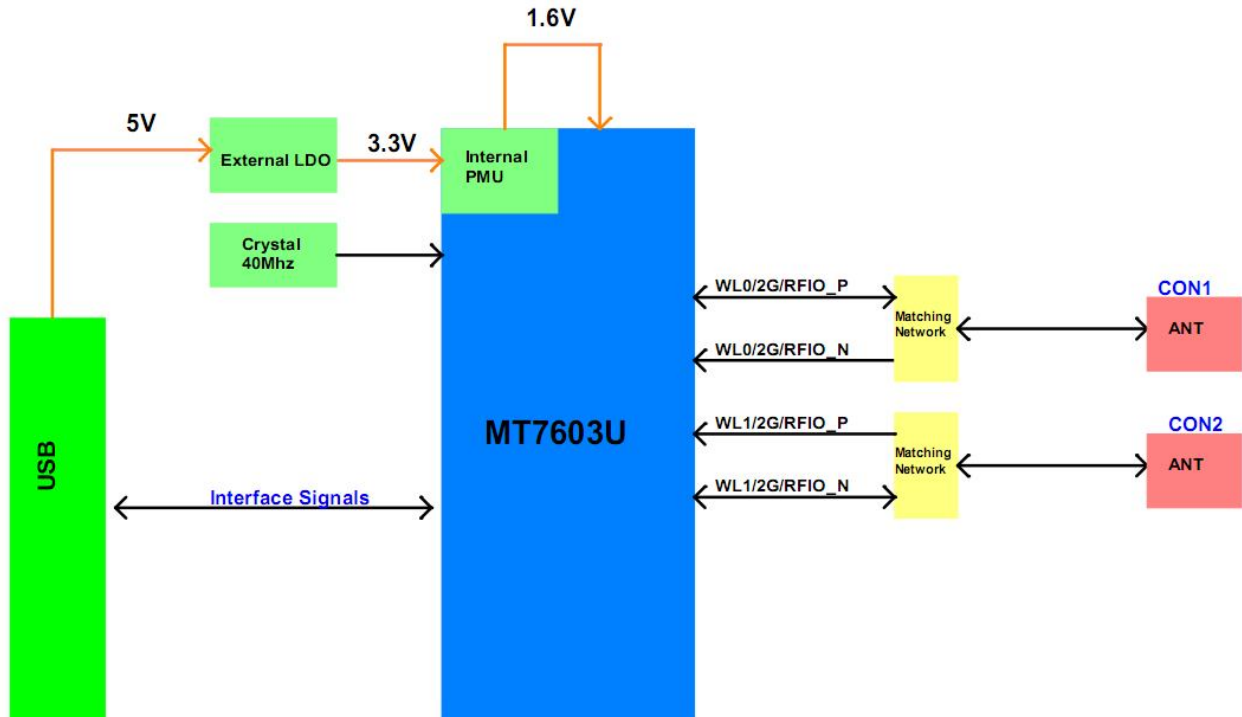 1.6V
5V
External LDO
3.3V
Internal
PMU
Crystal
40Mhz
WL0/2G/RFIO_P
Matching
Network
CON1
ANT
WL0/2G/RFIO_N
MT7603U
WL1/2G/RFIO_P
Matching
Network
CON2
ANT
WL1/2G/RFIO_N
USB
Interface Signals